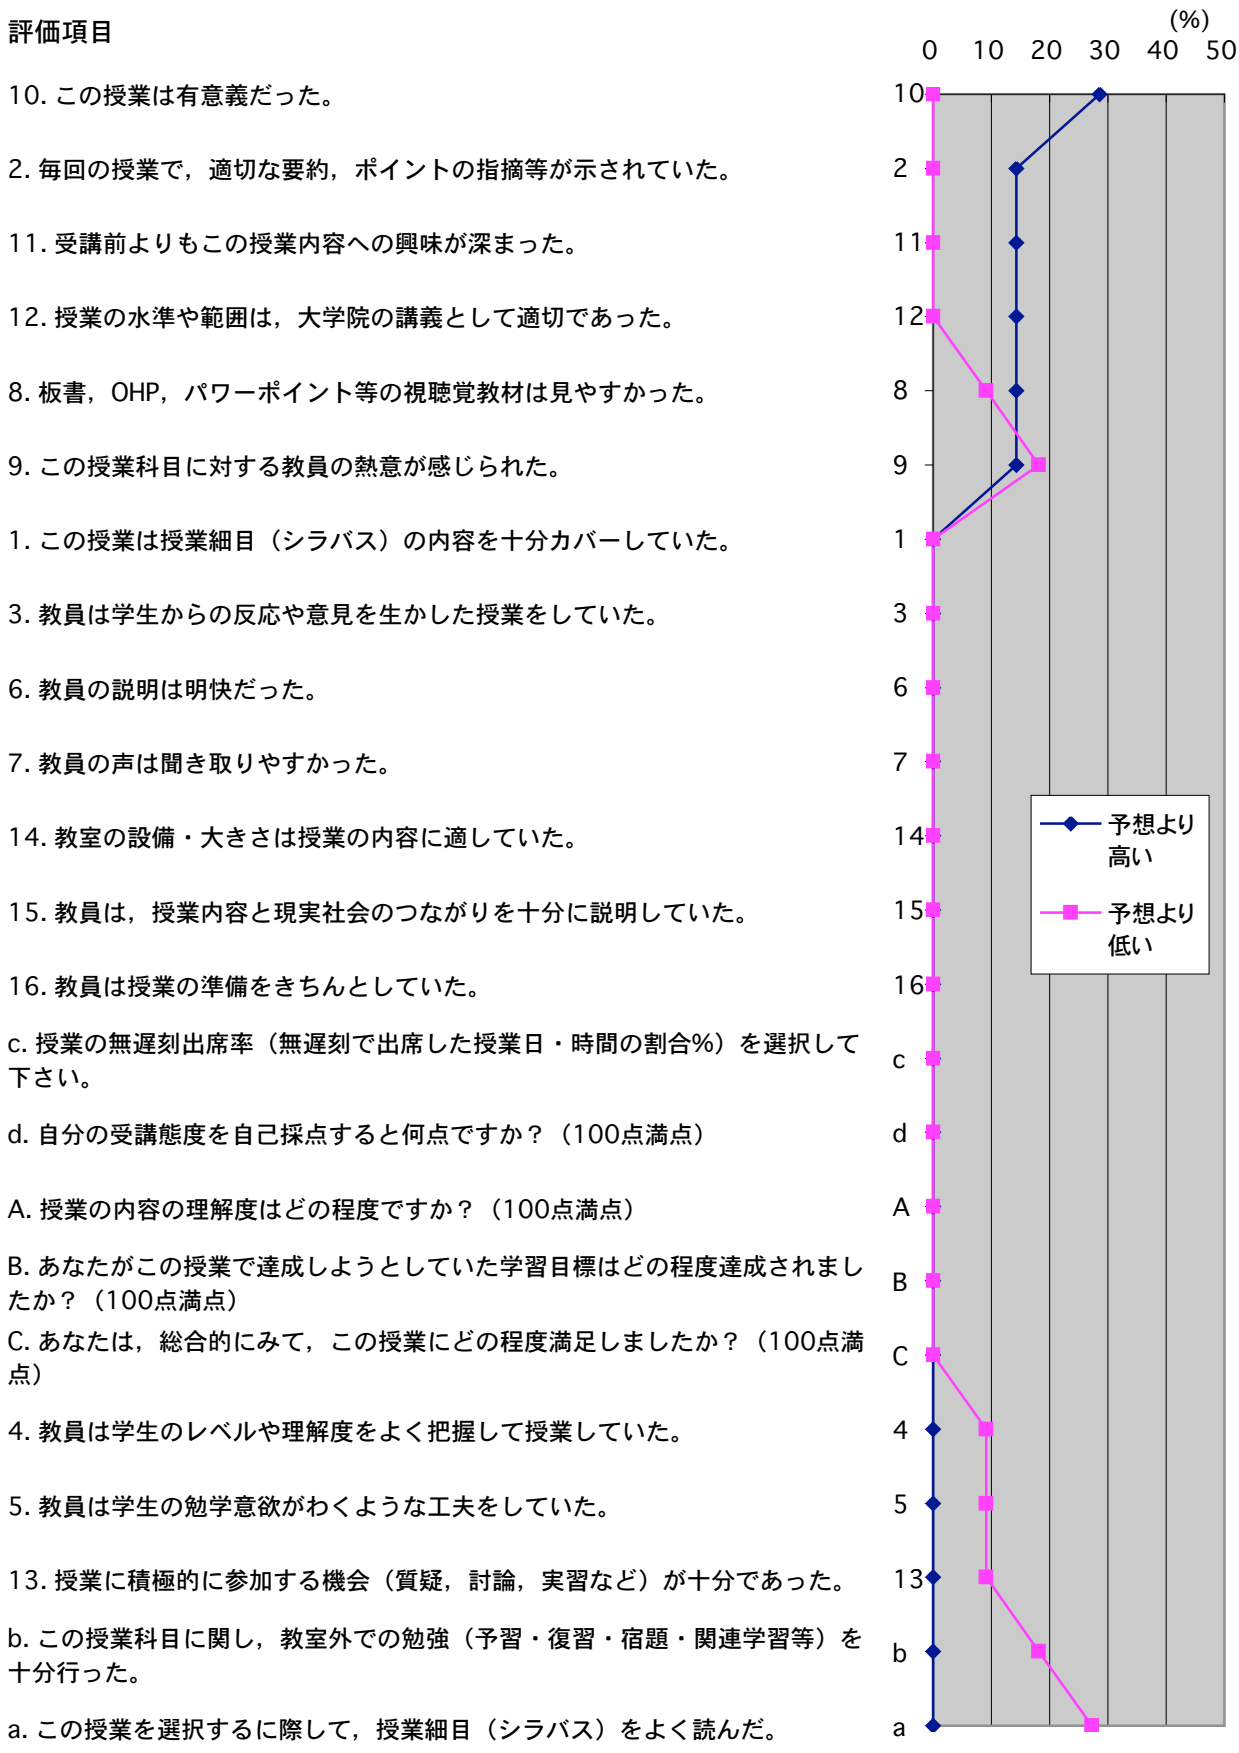 評価項目
(%)
0 10 20 30 40 50
10. この授業は有意義だった。
10
2. 毎回の授業で，適切な要約，ポイントの指摘等が示されていた。
2
11. 受講前よりもこの授業内容への興味が深まった。
11
12. 授業の水準や範囲は，大学院の講義として適切であった。
12
8. 板書，OHP，パワーポイント等の視聴覚教材は見やすかった。
8
9. この授業科目に対する教員の熱意が感じられた。
9
1. この授業は授業細目（シラバス）の内容を十分カバーしていた。
1
3. 教員は学生からの反応や意見を生かした授業をしていた。
3
6. 教員の説明は明快だった。
6
7. 教員の声は聞き取りやすかった。
7
14. 教室の設備・大きさは授業の内容に適していた。
14
予想より
高い
15. 教員は，授業内容と現実社会のつながりを十分に説明していた。
15
予想より
低い
16. 教員は授業の準備をきちんとしていた。
16
c. 授業の無遅刻出席率（無遅刻で出席した授業日・時間の割合%）を選択して
下さい。
c
d. 自分の受講態度を自己採点すると何点ですか？（100点満点）
d
A. 授業の内容の理解度はどの程度ですか？（100点満点）
A
B. あなたがこの授業で達成しようとしていた学習目標はどの程度達成されまし
たか？（100点満点）
B
C. あなたは，総合的にみて，この授業にどの程度満足しましたか？（100点満
点）
C
4. 教員は学生のレベルや理解度をよく把握して授業していた。
4
5. 教員は学生の勉学意欲がわくような工夫をしていた。
5
13. 授業に積極的に参加する機会（質疑，討論，実習など）が十分であった。
13
b. この授業科目に関し，教室外での勉強（予習・復習・宿題・関連学習等）を
十分行った。
b
a. この授業を選択するに際して，授業細目（シラバス）をよく読んだ。
a